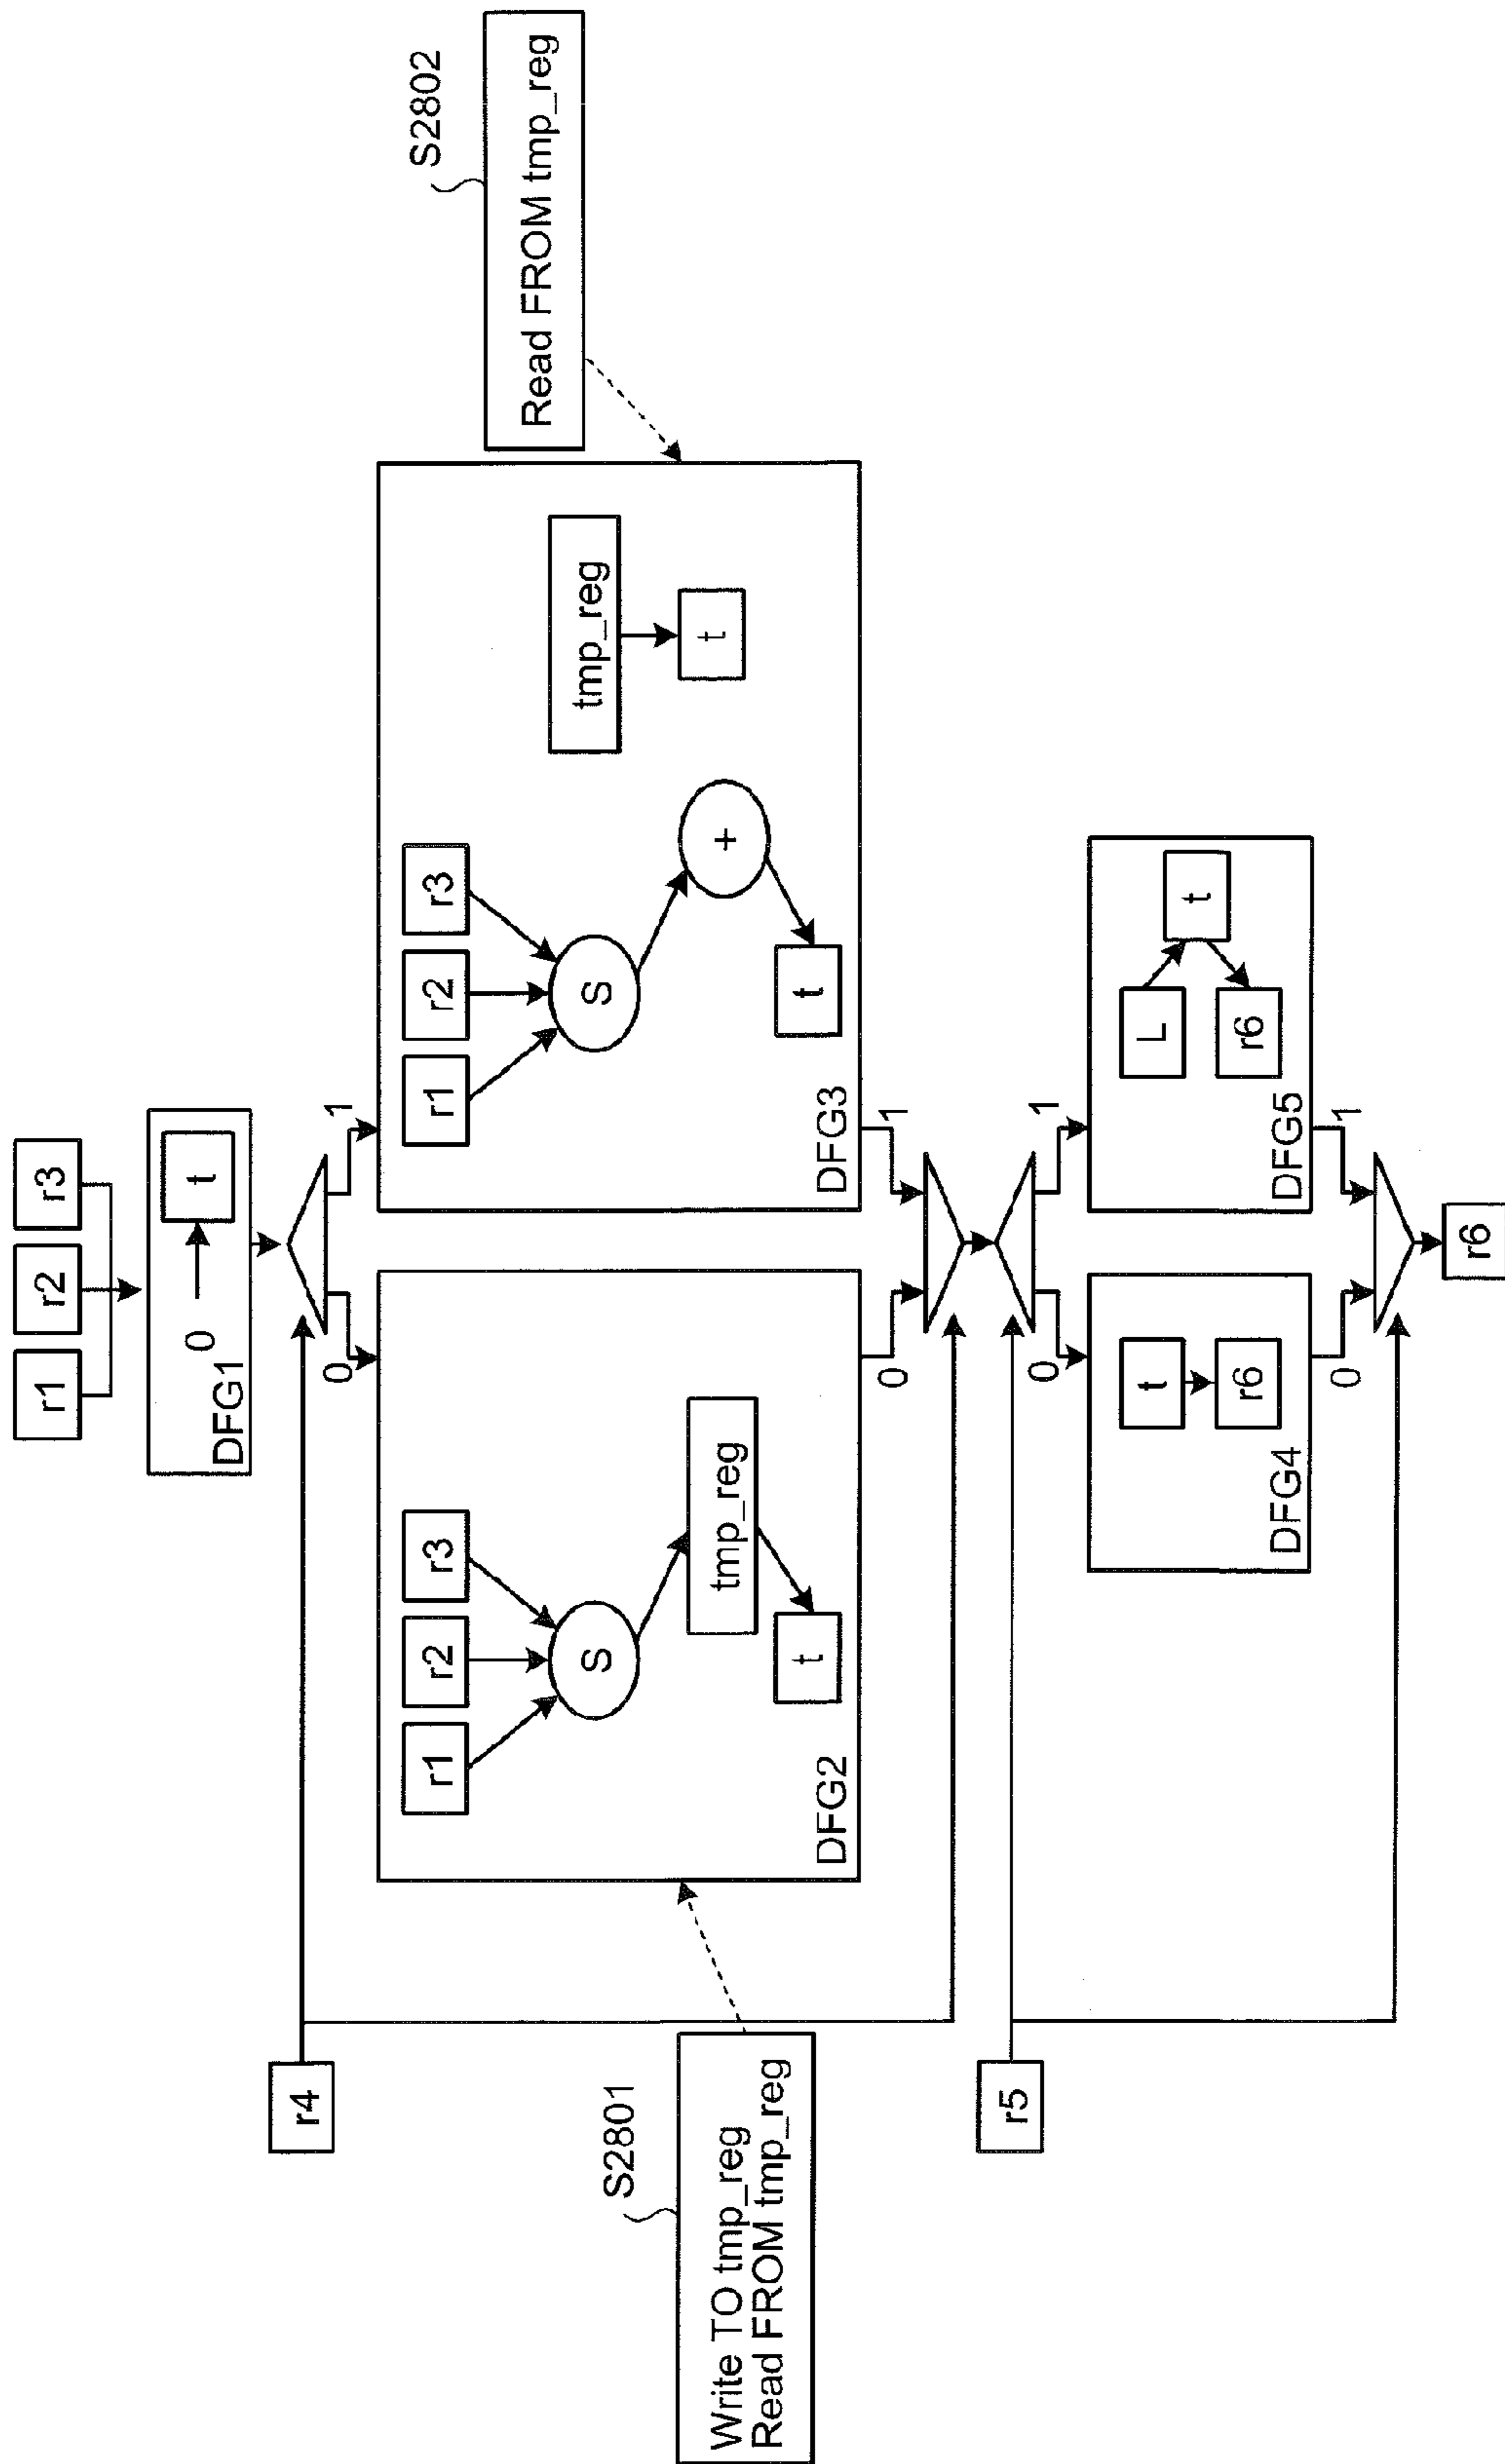 r1
r2
r3
0
t
DFG1
r4
0
1
S2801
Write TO tmp_reg
Read FROM tmp_reg
r1
r2
r3
S
tmp_reg
t
DFG2
S2802
Read FROM tmp_reg
r1
r2
r3
S
+
t
tmp_reg
t
DFG3
0
1
r5
0
1
t
r6
DFG4
L
t
r6
DFG5
0
1
r6